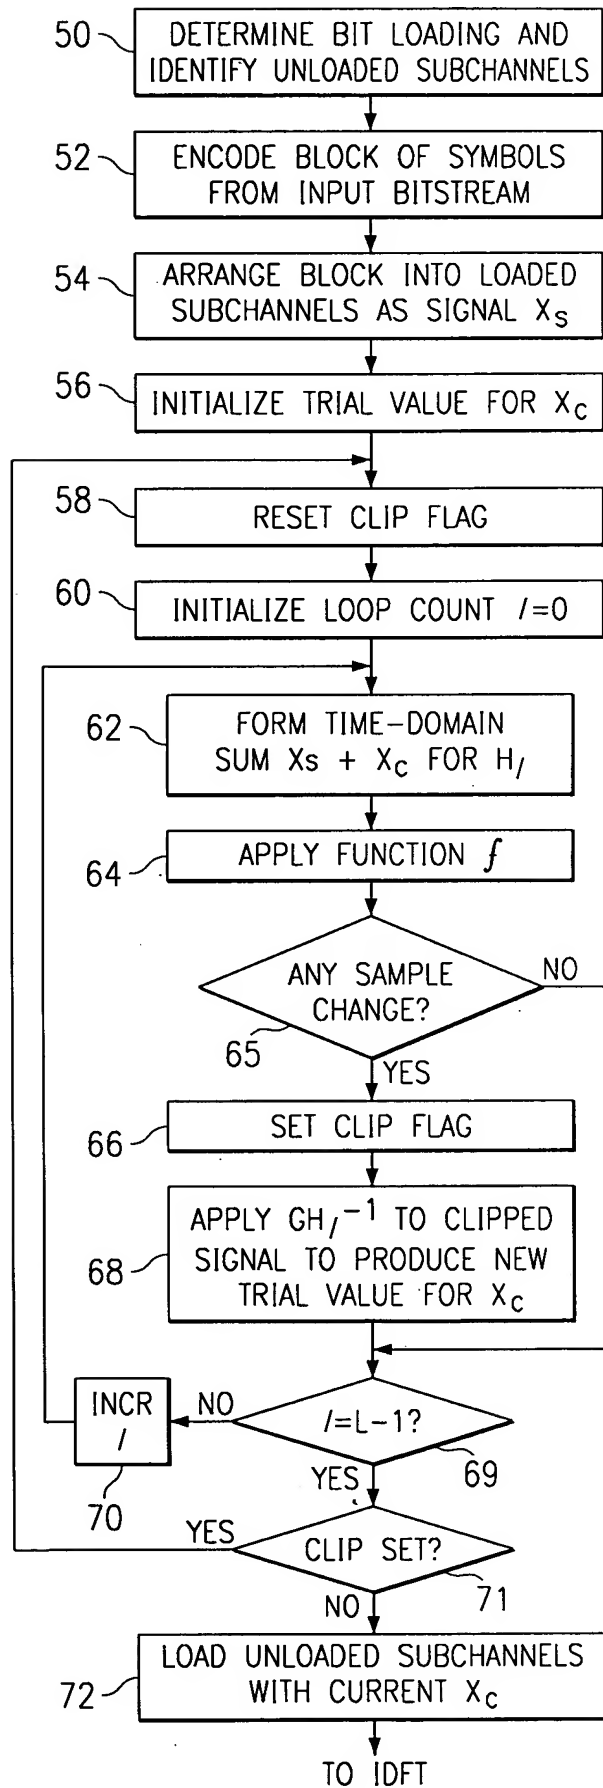 50
DETERMINE BIT LOADING AND
IDENTIFY UNLOADED SUBCHANNELS
52
ENCODE BLOCK OF SYMBOLS
FROM INPUT BITSTREAM
54
ARRANGE BLOCK INTO LOADED
SUBCHANNELS AS SIGNAL XS
56
INITIALIZE TRIAL VALUE FOR XC
58
RESET CLIP FLAG
60
INITIALIZE LOOP COUNT l=0
62
FORM TIME-DOMAIN
SUM Xs + XC FOR Hl
64
APPLY FUNCTION f
ANY SAMPLE
CHANGE?
NO
65
YES
66
SET CLIP FLAG
68
APPLY GHl-1 TO CLIPPED
SIGNAL TO PRODUCE NEW
TRIAL VALUE FOR XC
INCR
l
70
NO
l=L-1?
69
YES
YES
CLIP SET?
71
NO
72
LOAD UNLOADED SUBCHANNELS
WITH CURRENT XC
TO IDFT